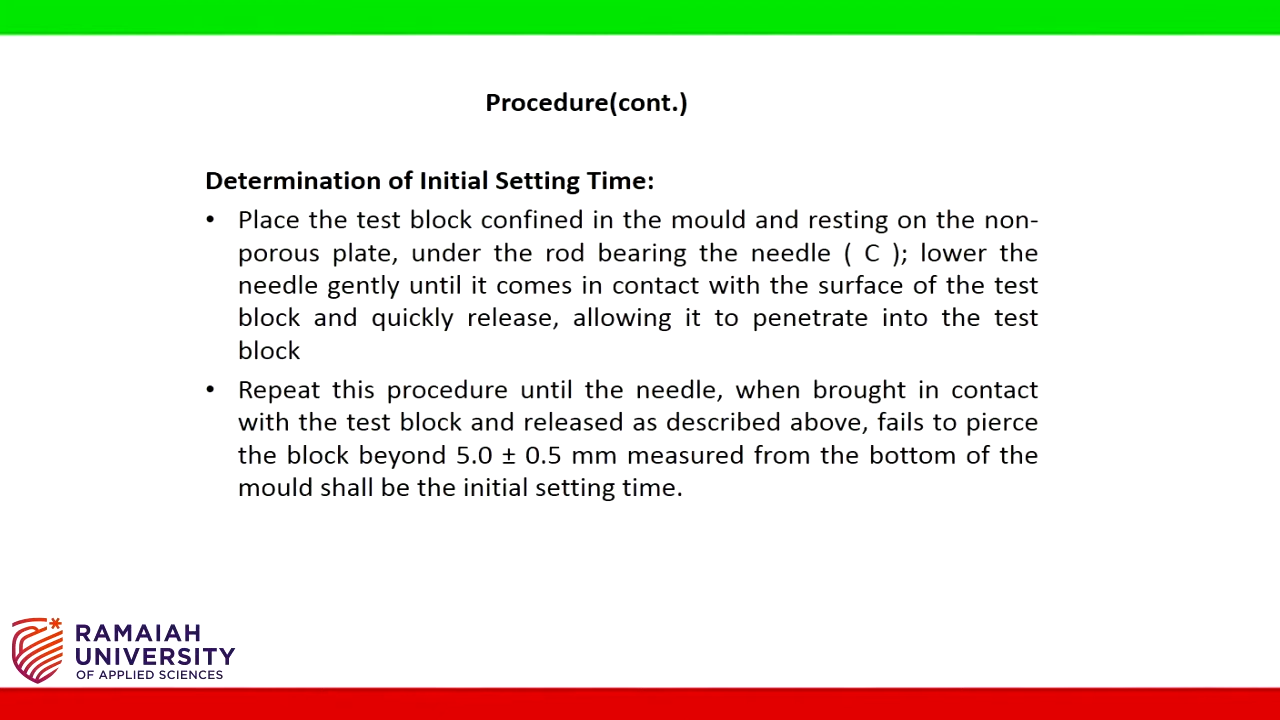 Procedure(cont.)
Determination of Initial Setting Time:
• Place the test block confined in the mould and resting on the non-
porous plate, under the rod bearing the needle ( C ); lower the
needle gently until it comes in contact with the surface of the test
block and quickly release, allowing it to penetrate into the test
block
• Repeat this procedure until the needle, when brought in contact
with the test block and released as described above, fails to pierce
the block beyond 5.0 ± 0.5 mm measured from the bottom of the
mould shall be the initial setting time.
RAMAIAH
UNIVERSITY
OF APPLIED SCIENCES